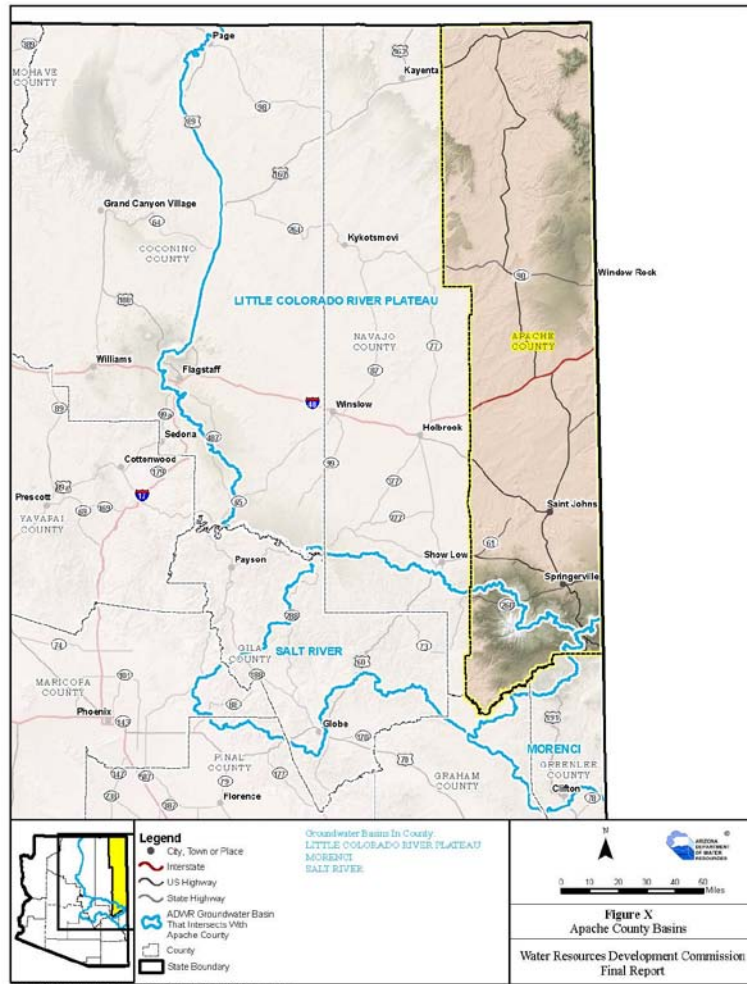 Page
MOHAVE
COUNTY
Kayenta
Grand Canyon Village
Kykotsmovi
COCONINO
COUNTY
Window Rock
LITTLE COLORADO RIVER PLATEAU
NAVAJO
COUNTY
APACHE
COUNTY
Williams
Flagstaff
Winslow
Holbrook
Sedona
Cottonwood
Prescott
YAVAPAI
COUNTY
Saint Johns
Payson
Show Low
Springerville
GILA
COUNTY
SALT RIVER
MARICOPA
COUNTY
Phoenix
Globe
PINAL
COUNTY
MORENCI
GRAHAM
COUNTY
GREENLEE
COUNTY
Clifton
Florence
Legend
City, Town or Place
Interstate
US Highway
State Highway
ADWR Groundwater Basin
That Intersects With
Apache County
County
State Boundary
Groundwater Basins In County:
LITTLE COLORADO RIVER PLATEAU
MORENCI
SALT RIVER
N
ARIZONA
DEPARTMENT
OF WATER
RESOURCES
0 10 20 30 40 50 60
Miles
Figure X
Apache County Basins
Water Resources Development Commission
Final Report